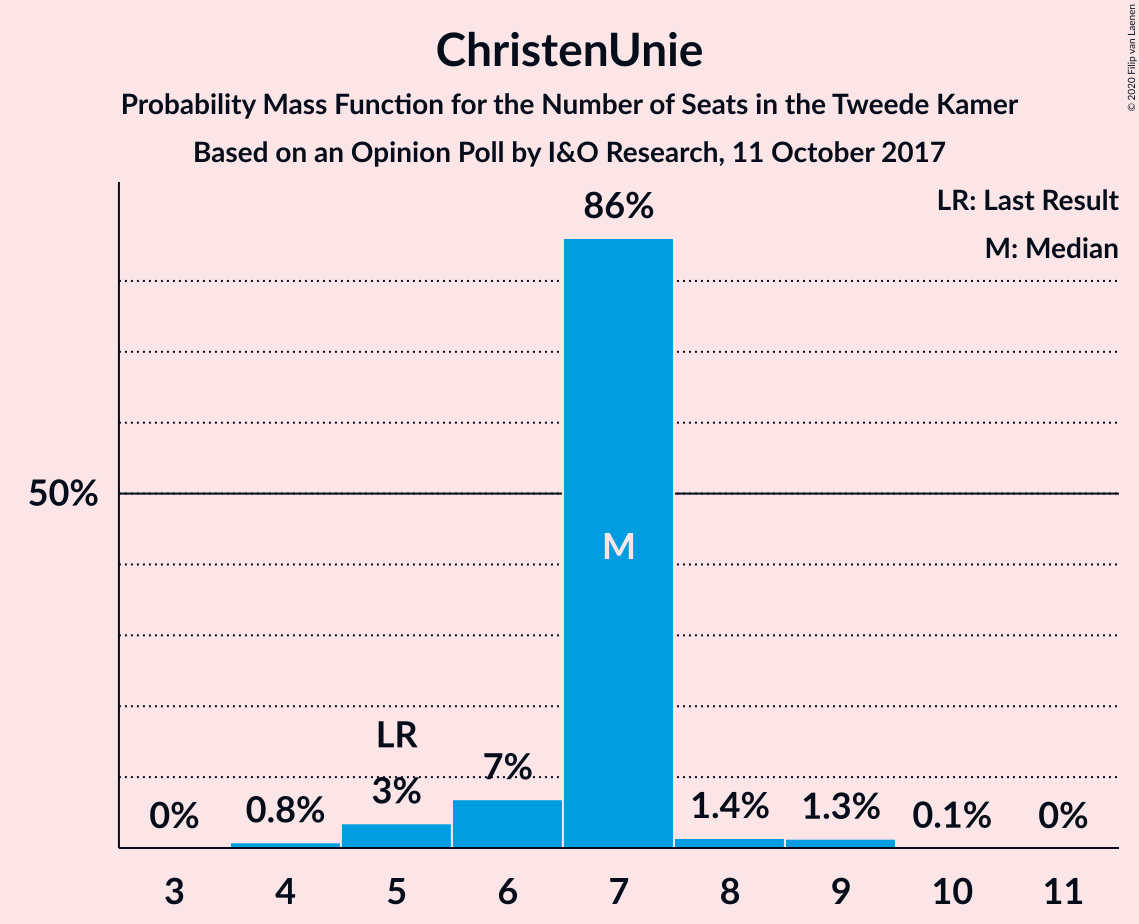 ChristenUnie
Probability Mass Function for the Number of Seats in the Tweede Kamer
Based on an Opinion Poll by I&O Research, 11 October 2017
© 2020 Filip van Laenen
LR: Last Result
M: Median
86%
50%
M
LR
7%
3%
0%
0.8%
1.4%
1.3%
0.1%
0%
3 4 5 6 7 8 9 10 11